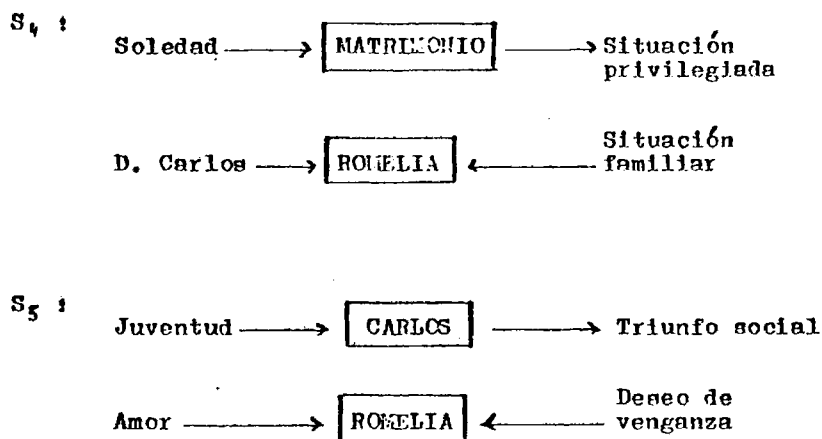 S4 :
Soledad MATRIMONIO Situación
privilegiada
D. Carlos ROMELIA Situación
familiar
S5 :
Juventud CARLOS Triunfo social
Amor ROMELIA Deseo de
venganza